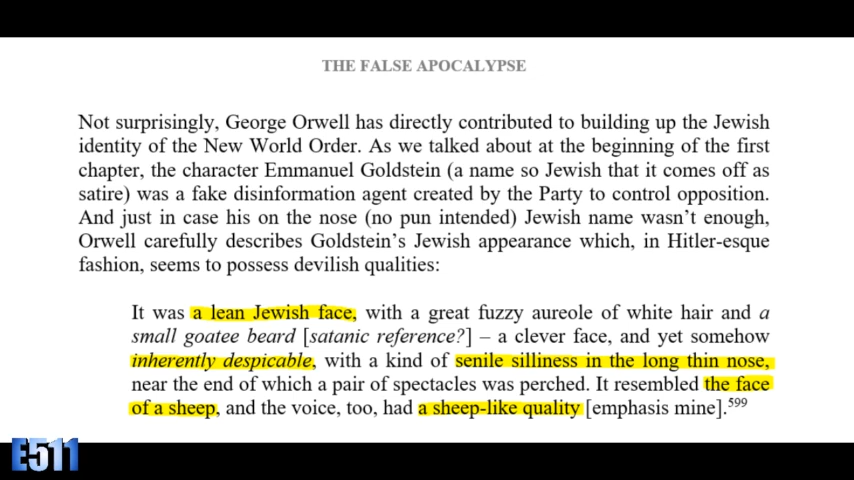 THE FALSE APOCALYPSE
Not surprisingly, George Orwell has directly contributed to building up the Jewish
identity of the New World Order. As we talked about at the beginning of the first
chapter, the character Emmanuel Goldstein (a name so Jewish that it comes off as
satire) was a fake disinformation agent created by the Party to control opposition.
And just in case his on the nose (no pun intended) Jewish name wasn't enough,
Orwell carefully describes Goldstein's Jewish appearance which, in Hitler-esque
fashion, seems to possess devilish qualities:
It was a lean Jewish face, with a great fuzzy aureole of white hair and a
small goatee beard [satanic reference?] – a clever face, and yet somehow
inherently despicable, with a kind of senile silliness in the long thin nose,
near the end of which a pair of spectacles was perched. It resembled the face
of a sheep, and the voice, too, had a sheep-like quality [emphasis mine].599
E511